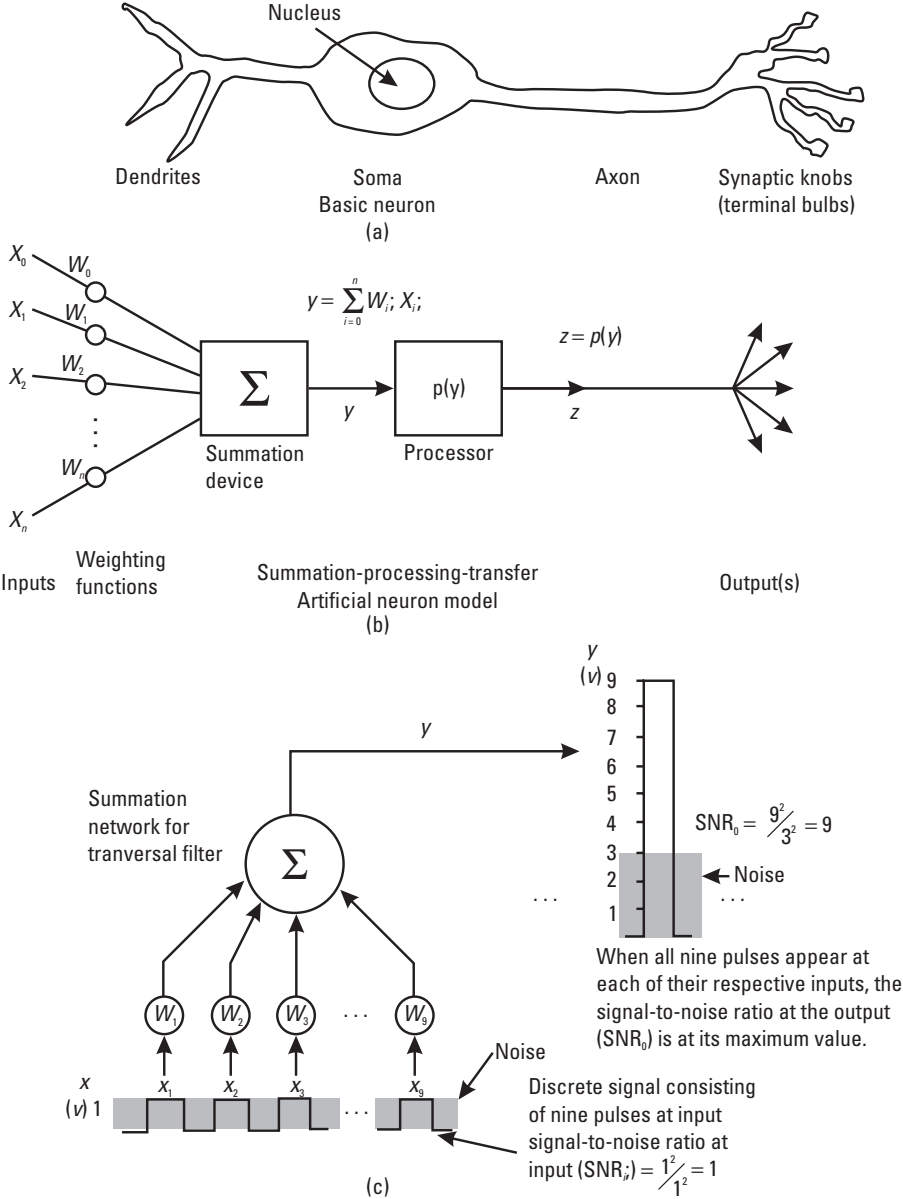 Nucleus
Dendrites
Soma
Axon
Synaptic knobs
(terminal bulbs)
Basic neuron
(a)
X₀
W₀
X₁
W₁
X₂
W₂
⋮
Wₙ
Xₙ
y = ∑ᵢ₌₀ⁿ Wᵢ; Xᵢ;
Σ
y
p(y)
z = p(y)
z
Summation
device
Processor
Inputs
Weighting
functions
Summation-processing-transfer
Artificial neuron model
Output(s)
(b)
y
(v) 9
8
7
6
5
4
3
2
1
y
Summation
network for
tranversal filter
Σ
SNR₀ = 9²/3² = 9
Noise
...
...
When all nine pulses appear at
each of their respective inputs, the
signal-to-noise ratio at the output
(SNR₀) is at its maximum value.
W₁ W₂ W₃ ... W₉
Noise
x
(v) 1
x₁ x₂ x₃ ... x₉
Discrete signal consisting
of nine pulses at input
signal-to-noise ratio at
input (SNRᵢ;) = 1²/1² = 1
(c)